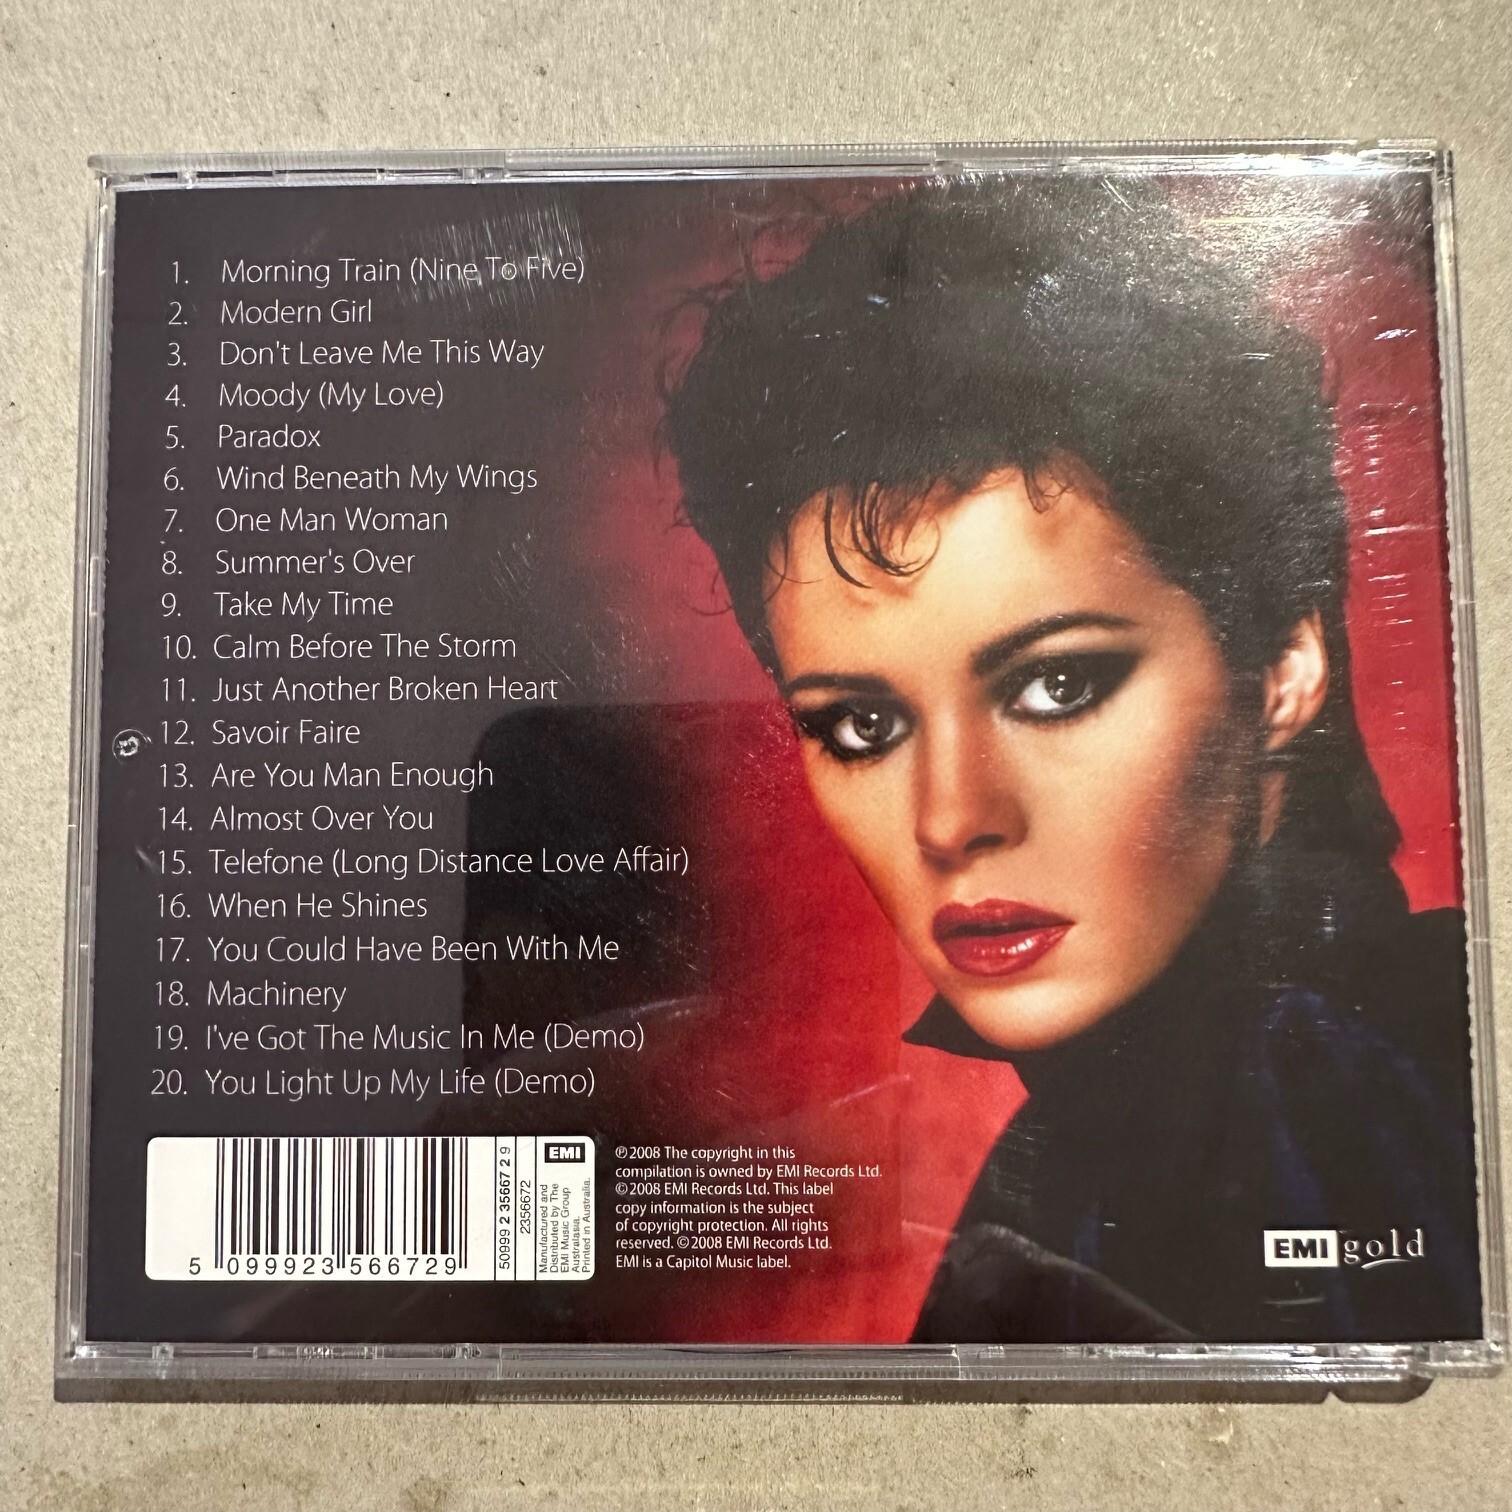 1. Morning Train (Nine To Five)
2. Modern Girl
3. Don't Leave Me This Way
4. Moody (My Love)
5. Paradox
6. Wind Beneath My Wings
7. One Man Woman
8. Summer's Over
9. Take My Time
10. Calm Before The Storm
11. Just Another Broken Heart
12. Savoir Faire
13. Are You Man Enough
14. Almost Over You
15. Telefone (Long Distance Love Affair)
16. When He Shines
17. You Could Have Been With Me
18. Machinery
19. I've Got The Music In Me (Demo)
20. You Light Up My Life (Demo)
5 099923 566729
50999 2 35667 2 9
2356672
EMI
Manufactured and
Distributed by The
EMI Music Group
Australasia.
Printed in Australia.
℗2008 The copyright in this
compilation is owned by EMI Records Ltd.
©2008 EMI Records Ltd. This label
copy information is the subject
of copyright protection. All rights
reserved. ©2008 EMI Records Ltd.
EMI is a Capitol Music label.
EMI gold